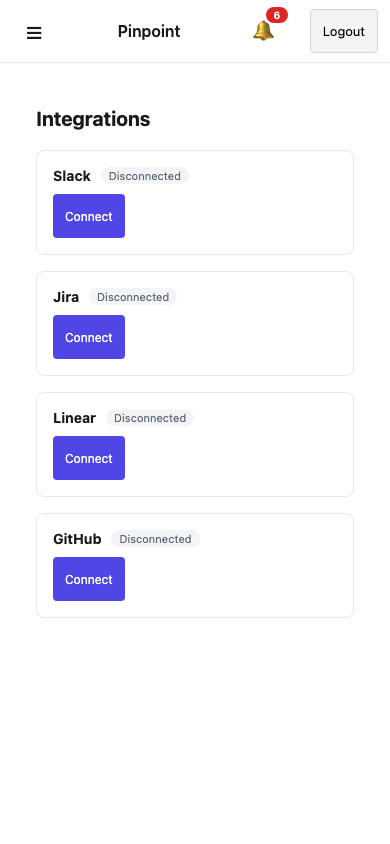 Pinpoint
6
Logout
Integrations
Slack Disconnected
Connect
Jira Disconnected
Connect
Linear Disconnected
Connect
GitHub Disconnected
Connect